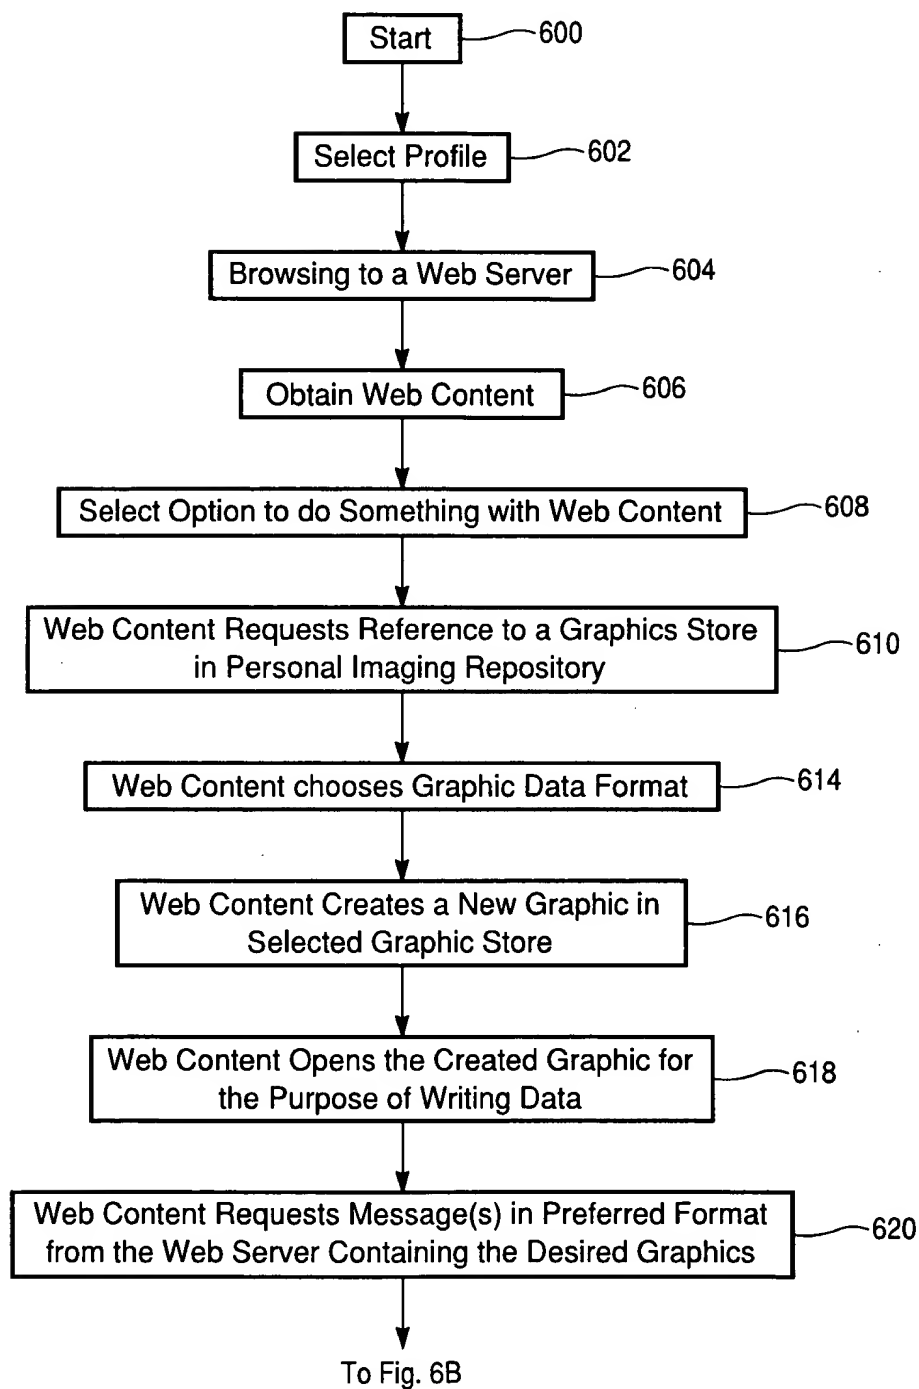 Start
600
Select Profile
602
Browsing to a Web Server
604
Obtain Web Content
606
Select Option to do Something with Web Content
608
Web Content Requests Reference to a Graphics Store
in Personal Imaging Repository
610
Web Content chooses Graphic Data Format
614
Web Content Creates a New Graphic in
Selected Graphic Store
616
Web Content Opens the Created Graphic for
the Purpose of Writing Data
618
Web Content Requests Message(s) in Preferred Format
from the Web Server Containing the Desired Graphics
620
To Fig. 6B